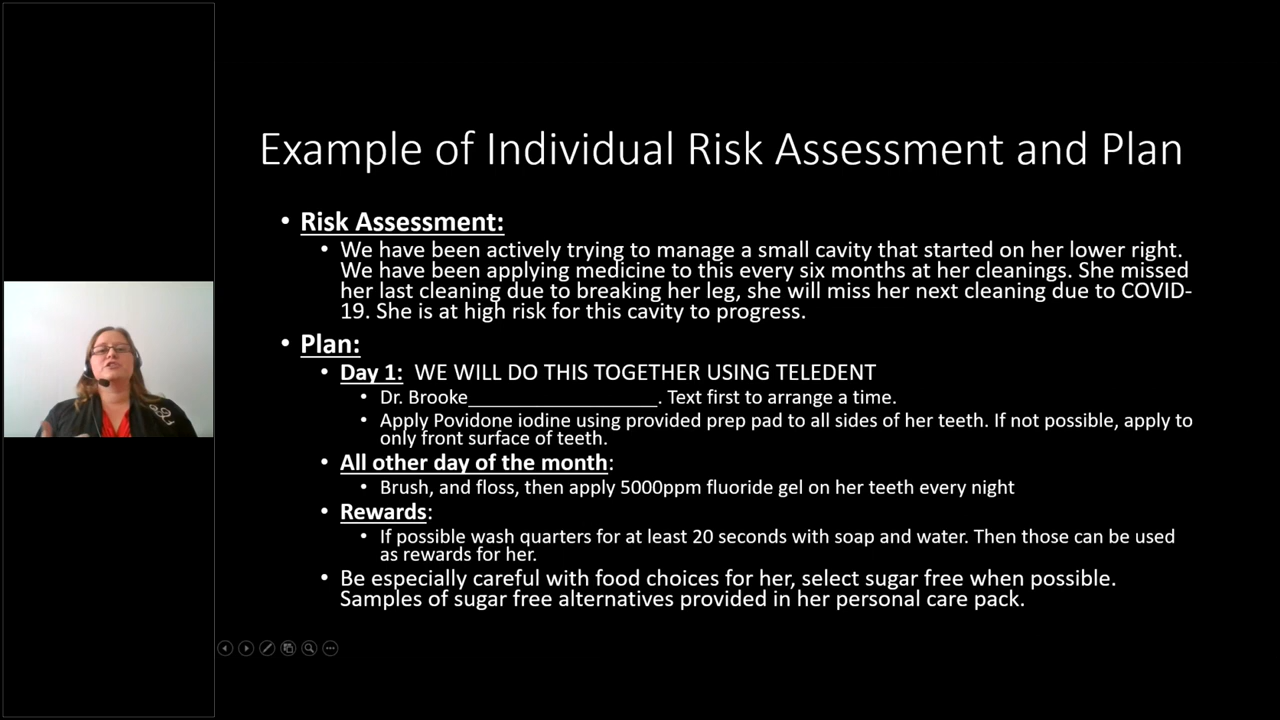 Example of Individual Risk Assessment and Plan
• Risk Assessment:
• We have been actively trying to manage a small cavity that started on her lower right.
We have been applying medicine to this every six months at her cleanings. She missed
her last cleaning due to breaking her leg, she will miss her next cleaning due to COVID-
19. She is at high risk for this cavity to progress.
• Plan:
• Day 1: WE WILL DO THIS TOGETHER USING TELEDENT
• Dr. Brooke___________________. Text first to arrange a time.
• Apply Povidone iodine using provided prep pad to all sides of her teeth. If not possible, apply to
only front surface of teeth.
• All other day of the month:
• Brush, and floss, then apply 5000ppm fluoride gel on her teeth every night
• Rewards:
• If possible wash quarters for at least 20 seconds with soap and water. Then those can be used
as rewards for her.
• Be especially careful with food choices for her, select sugar free when possible.
Samples of sugar free alternatives provided in her personal care pack.